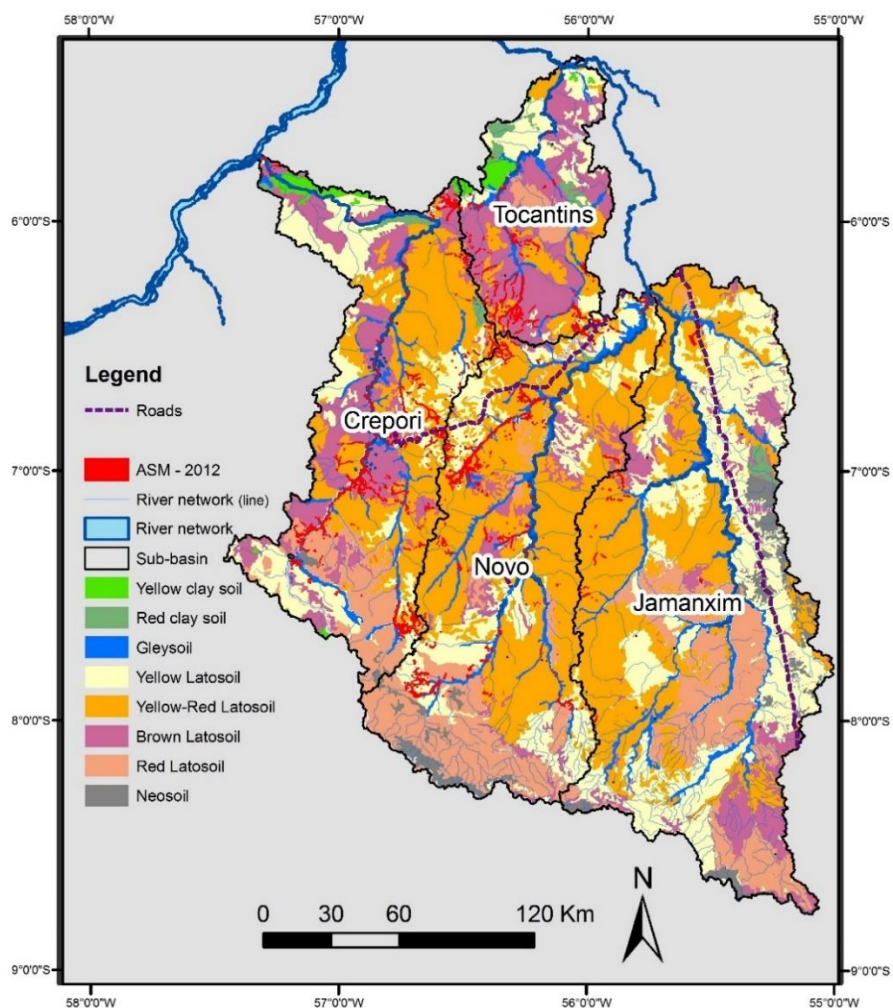 58°0'0"W 57°0'0"W 56°0'0"W 55°0'0"W
6°0'0"S 6°0'0"S
Tocantins
Legend
Roads
Crepori
ASM - 2012
7°0'0"S 7°0'0"S
River network (line)
River network
Sub-basin
Novo
Yellow clay soil
Jamanxim
Red clay soil
Gleysoil
Yellow Latosoil
Yellow-Red Latosoil
8°0'0"S 8°0'0"S
Brown Latosoil
Red Latosoil
Neosoil
N
0 30 60 120 Km
9°0'0"S 9°0'0"S
58°0'0"W 57°0'0"W 56°0'0"W 55°0'0"W